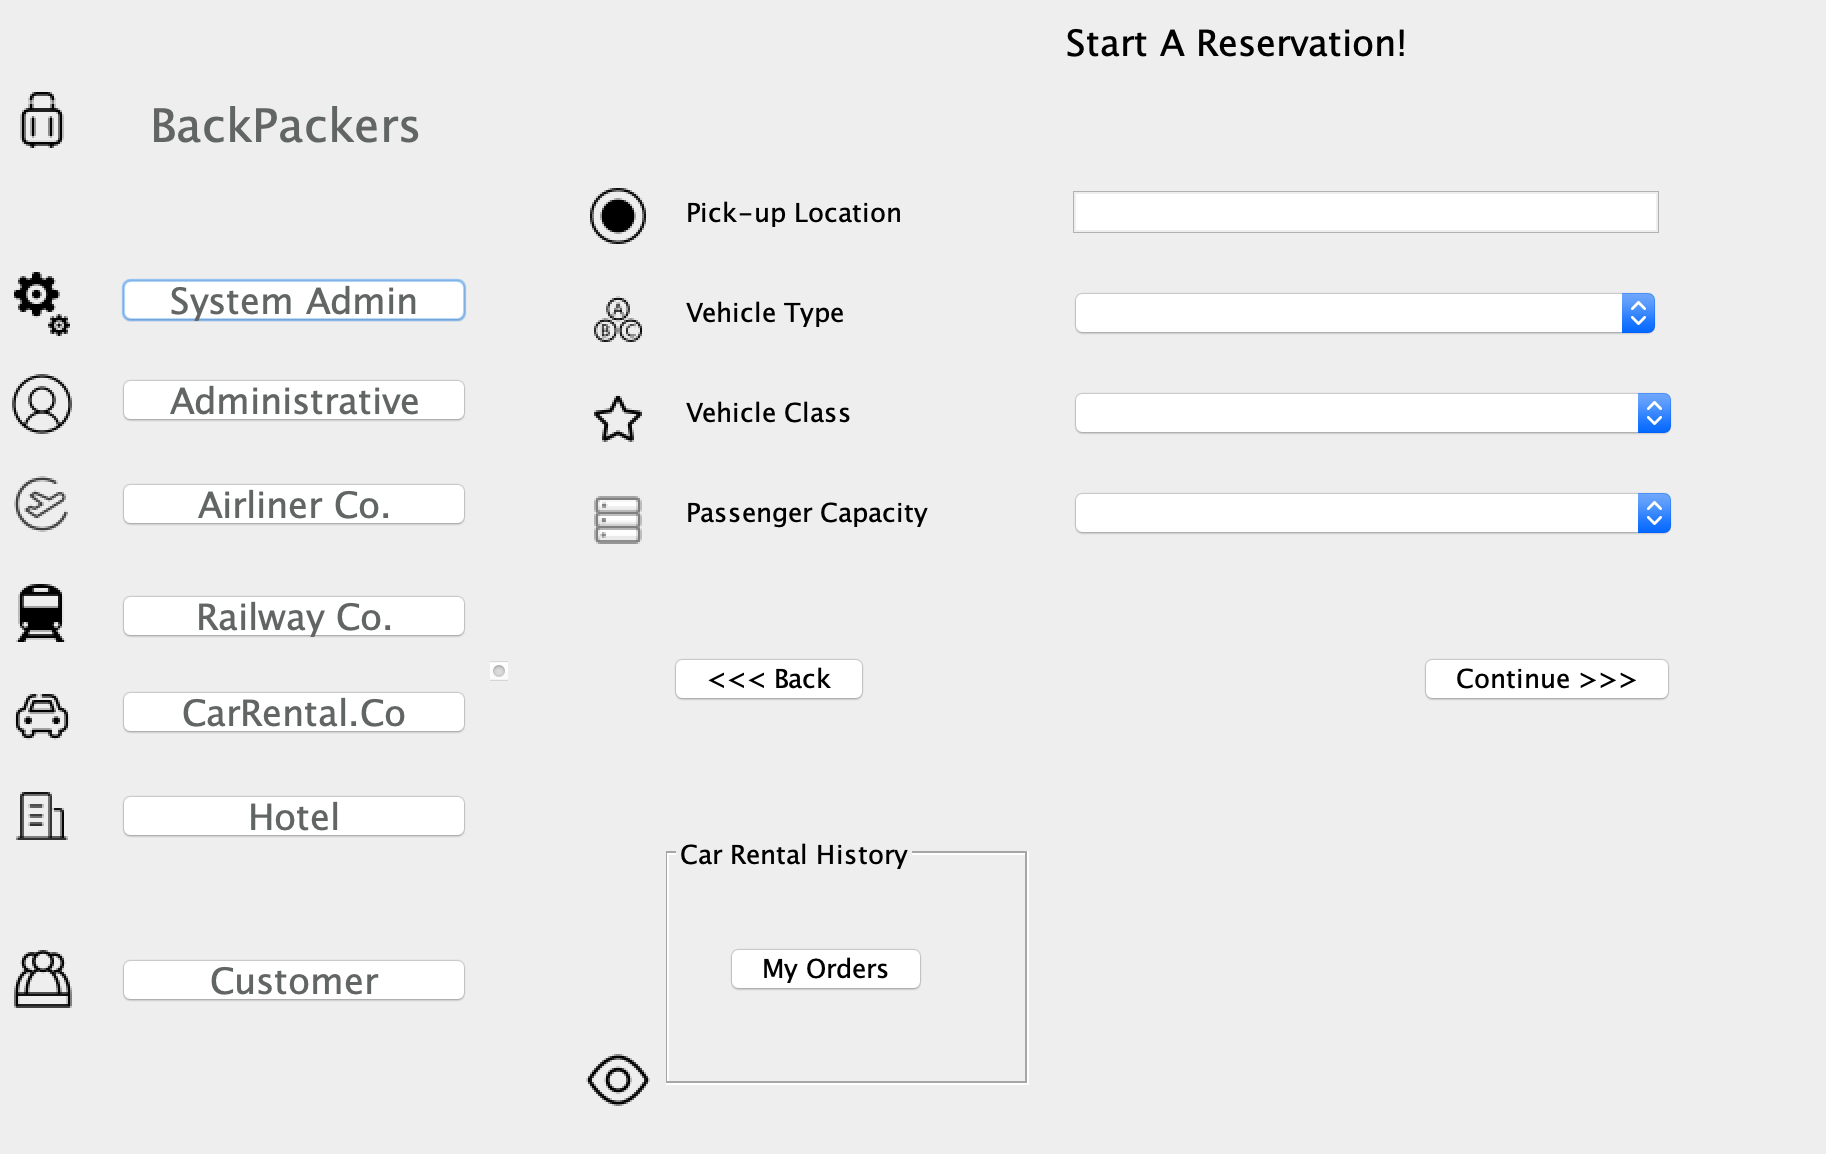 Start A Reservation!
BackPackers
System Admin
Administrative
Airliner Co.
Railway Co.
CarRental.Co
Hotel
Customer
Pick-up Location
Vehicle Type
A
B C
Vehicle Class
Passenger Capacity
<<< Back
Continue >>>
Car Rental History
My Orders